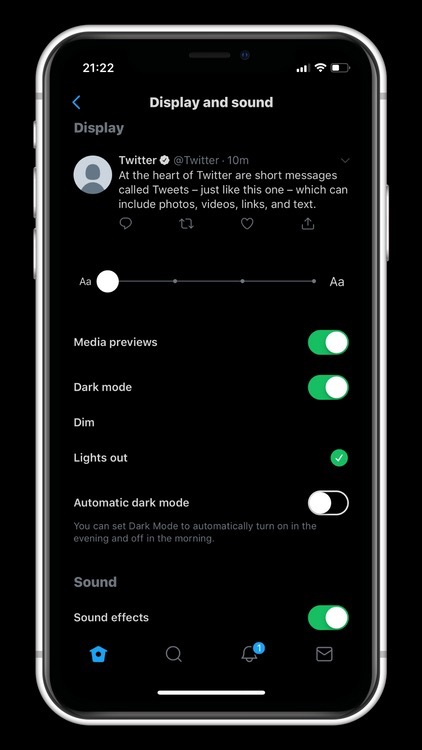 21:22
Display and sound
Display
Twitter @Twitter · 10m
At the heart of Twitter are short messages
called Tweets – just like this one – which can
include photos, videos, links, and text.
Aa Aa
Media previews
Dark mode
Dim
Lights out
Automatic dark mode
You can set Dark Mode to automatically turn on in the
evening and off in the morning.
Sound
Sound effects
1